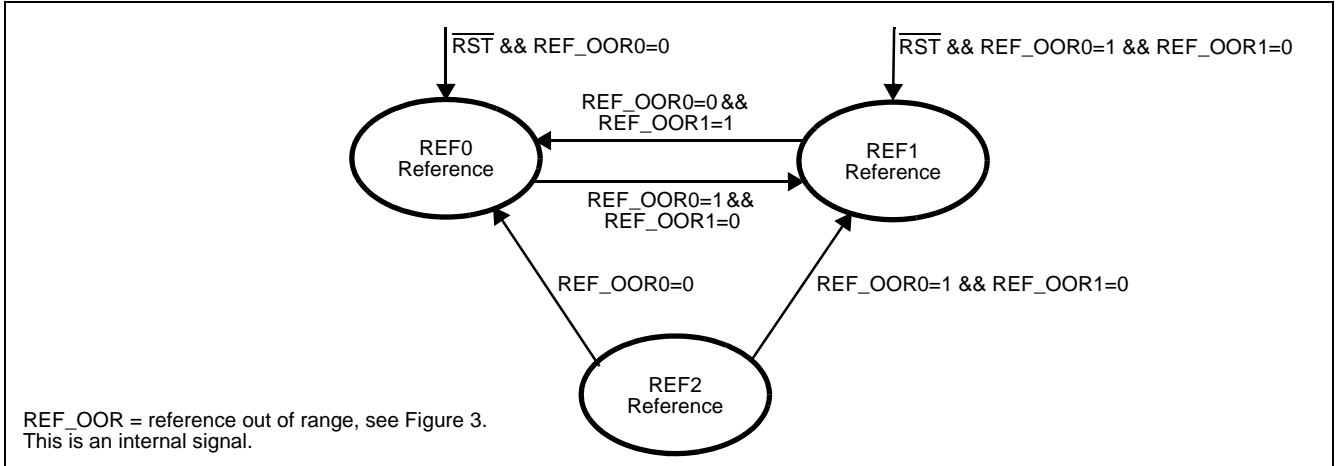 R̅S̅T̅ && REF_OOR0=0
R̅S̅T̅ && REF_OOR0=1 && REF_OOR1=0
REF_OOR0=0 &&
REF_OOR1=1
REF0
Reference
REF1
Reference
REF_OOR0=1 &&
REF_OOR1=0
REF_OOR0=0
REF_OOR0=1 && REF_OOR1=0
REF2
Reference
REF_OOR = reference out of range, see Figure 3.
This is an internal signal.